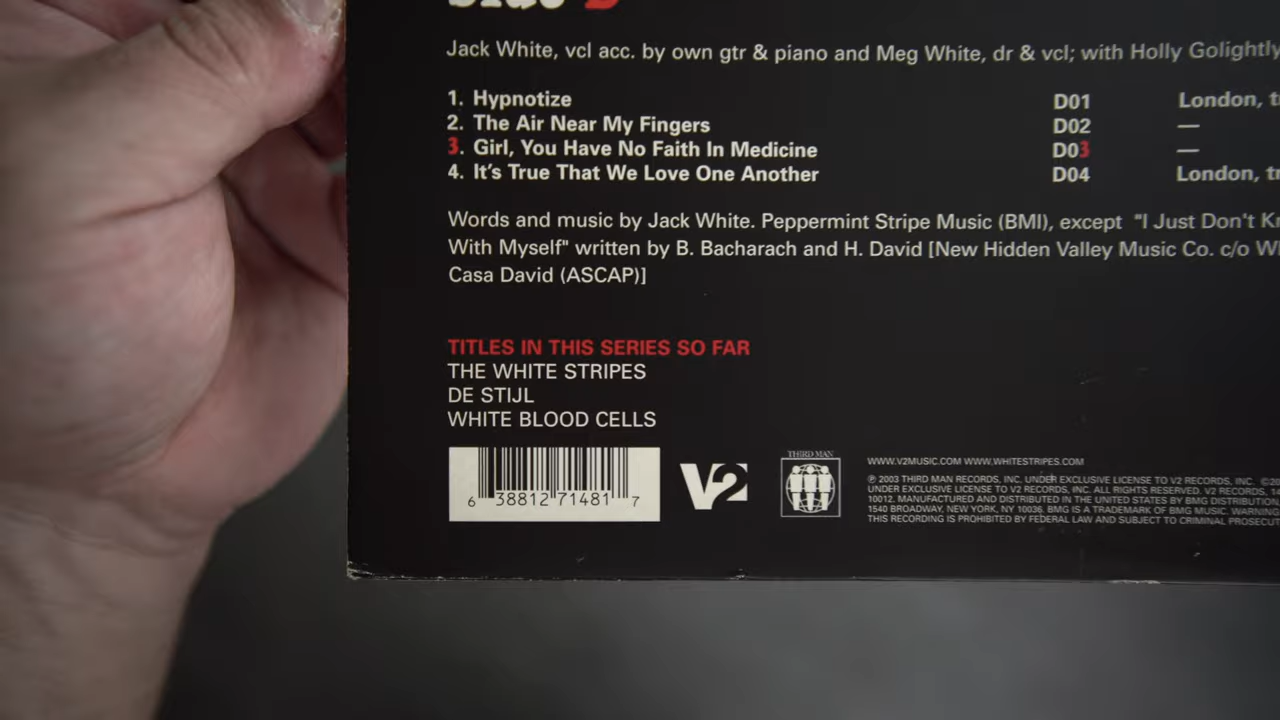 Side D
Jack White, vcl acc. by own gtr & piano and Meg White, dr & vcl; with Holly Golightly
1. Hypnotize D01 London,
2. The Air Near My Fingers D02 —
3. Girl, You Have No Faith In Medicine D03 —
4. It's True That We Love One Another D04 London,
Words and music by Jack White. Peppermint Stripe Music (BMI), except "I Just Don't
With Myself" written by B. Bacharach and H. David [New Hidden Valley Music Co. c/o
Casa David (ASCAP)]
TITLES IN THIS SERIES SO FAR
THE WHITE STRIPES
DE STIJL
WHITE BLOOD CELLS
6 38812 71481 7
V2
THIRD MAN
WWW.V2MUSIC.COM WWW.WHITESTRIPES.COM
℗ 2003 THIRD MAN RECORDS, INC. UNDER EXCLUSIVE LICENSE TO V2 RECORDS, INC.
UNDER EXCLUSIVE LICENSE TO V2 RECORDS, INC. ALL RIGHTS RESERVED. V2 RECORDS,
10012. MANUFACTURED AND DISTRIBUTED IN THE UNITED STATES BY BMG DISTRIBUTION
1540 BROADWAY, NEW YORK, NY 10036. BMG IS A TRADEMARK OF BMG MUSIC. WARNING
THIS RECORDING IS PROHIBITED BY FEDERAL LAW AND SUBJECT TO CRIMINAL